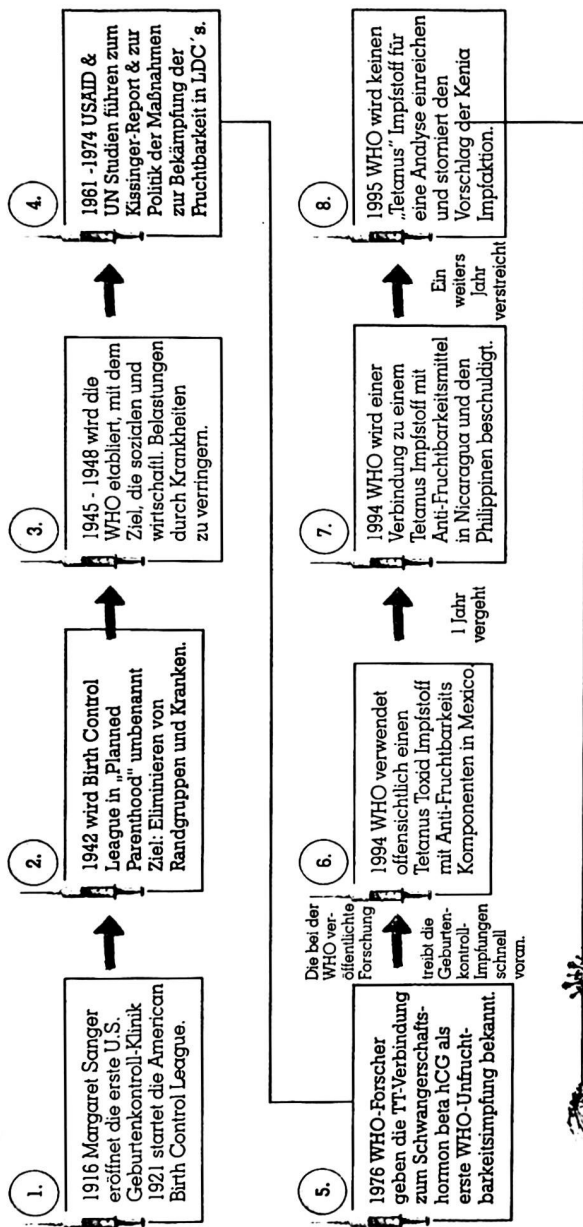 1.
1916 Margaret Sanger
eröffnet die erste U.S.
Geburtenkontroll-Klinik
1921 startet die American
Birth Control League.
2.
1942 wird Birth Control
League in „Planned
Parenthood" umbenannt
Ziel: Eliminieren von
Randgruppen und Kranken.
3.
1945 - 1948 wird die
WHO etabliert, mit dem
Ziel, die sozialen und
wirtschaftl. Belastungen
durch Krankheiten
zu verringern.
4.
1961 -1974 USAID &
UN Studien führen zum
Kissinger-Report & zur
Politik der Maßnahmen
zur Bekämpfung der
Fruchtbarkeit in LDC´s.
5.
1976 WHO-Forscher
geben die TT-Verbindung
zum Schwangerschafts-
hormon beta hCG als
erste WHO-Unfrucht-
barkeitsimpfung bekannt.
Die bei der
WHO ver-
öffentlichte
Forschung
treibt die
Geburten-
kontroll-
Impfungen
schnell
voran.
6.
1994 WHO verwendet
offensichtlich einen
Tetanus Toxid Impfstoff
mit Anti-Fruchtbarkeits
Komponenten in Mexico.
1 Jahr
vergeht
7.
1994 WHO wird einer
Verbindung zu einem
Tetanus Impfstoff mit
Anti-Fruchtbarkeitsmittel
in Nicaragua und den
Philippinen beschuldigt.
Ein
weiters
Jahr
verstreicht
8.
1995 WHO wird keinen
„Tetanus" Impfstoff für
eine Analyse einreichen
und storniert den
Vorschlag der Kenia
Impfaktion.